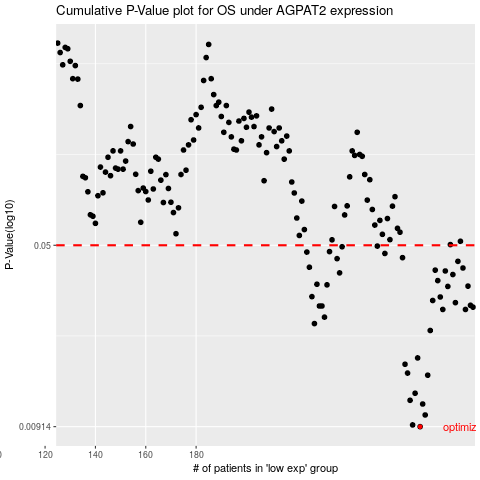 Cumulative P-Value plot for OS under AGPAT2 expression
P-Value(log10)
0.05
0.00914
optimiz
0
120
140
160
180
# of patients in 'low exp' group